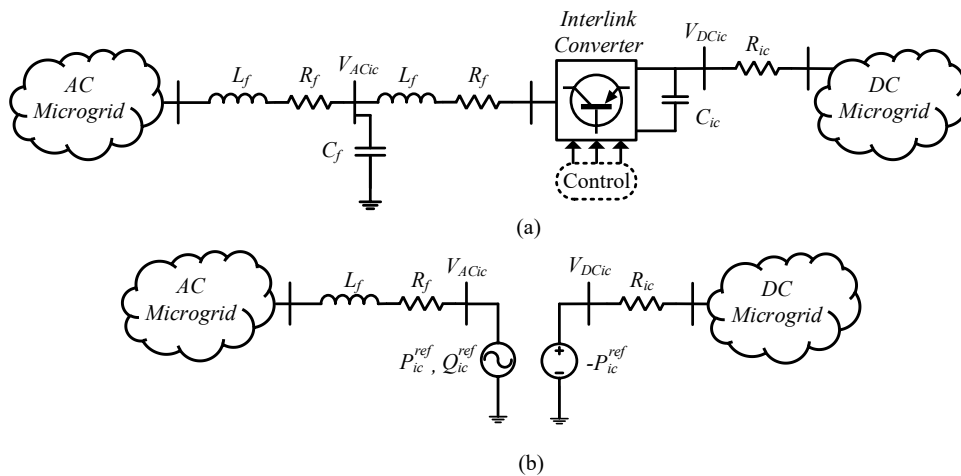 Interlink
Converter
AC
Microgrid
L_f
R_f
V_ACic
L_f
R_f
C_f
Control
C_ic
V_DCic
R_ic
DC
Microgrid
(a)
AC
Microgrid
L_f
R_f
V_ACic
P_ic^ref , Q_ic^ref
V_DCic
R_ic
-P_ic^ref
DC
Microgrid
(b)